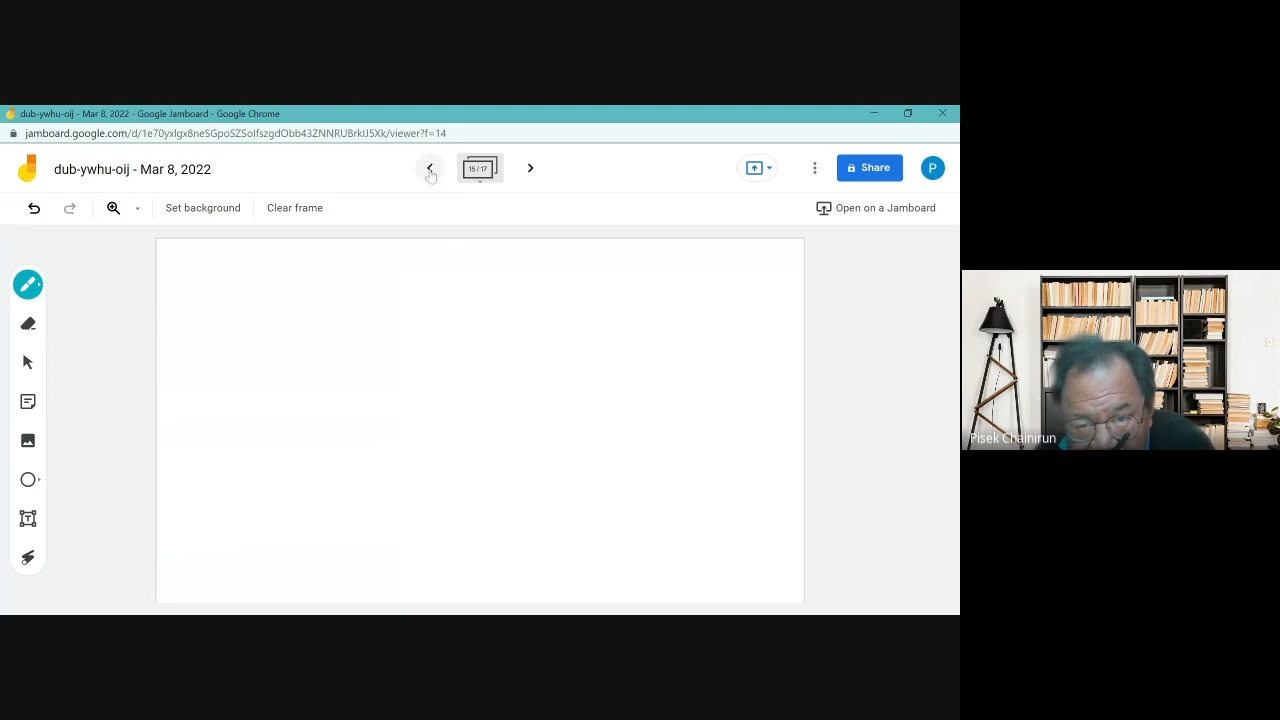 dub-ywhu-oij - Mar 8, 2022 - Google Jamboard - Google Chrome
jamboard.google.com/d/1e70yxlgx8neSGpoSZSolfszgdObb43ZNNRUBrkIJ5Xk/viewer?f=14
dub-ywhu-oij - Mar 8, 2022
15 / 17
Share
P
Set background
Clear frame
Open on a Jamboard
Pisek Chainirun